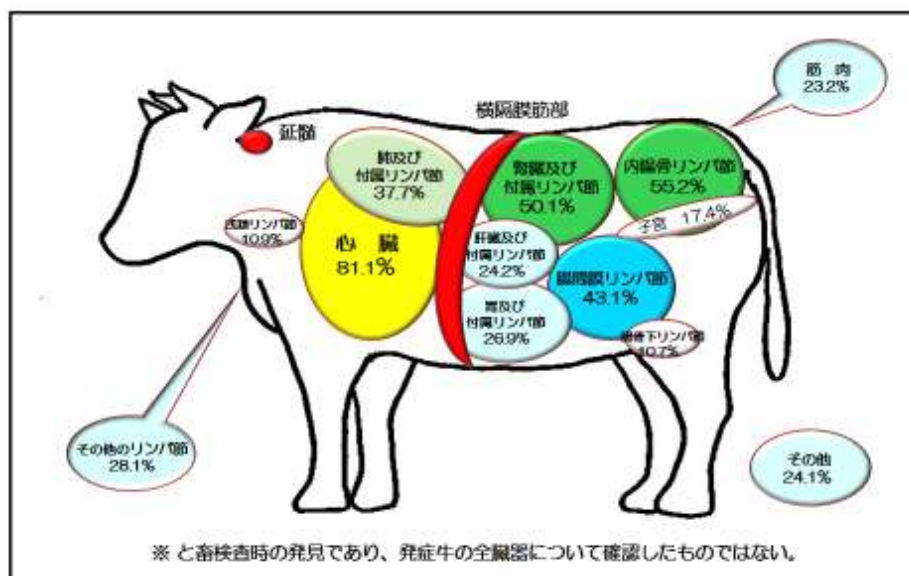 筋 肉
23.2%
横隔膜筋部
延髄
肺及び
付属リンパ節
37.7%
腎臓及び
付属リンパ節
50.1%
内腸骨リンパ節
55.2%
子宮 17.4%
リンパ節
10.9%
心 臓
81.1%
肝臓及び
付属リンパ節
24.2%
腸間膜リンパ節
43.1%
胃及び
付属リンパ節
26.9%
骨下リンパ節
10.7%
その他のリンパ節
28.1%
その他
24.1%
※ と畜検査時の発見であり、発症牛の全臓器について確認したものではない。